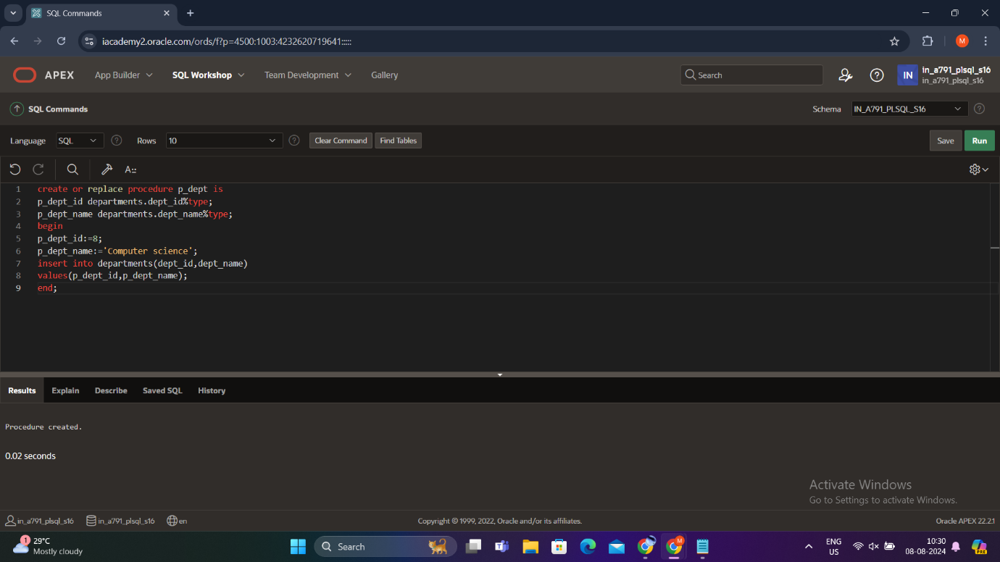 SQL Commands
iacademy2.oracle.com/ords/f?p=4500:1003:4232620719641:::::
M
APEX App Builder SQL Workshop Team Development Gallery
Search
IN
in_a791_plsql_s16
in_a791_plsql_s16
SQL Commands
Schema IN_A791_PLSQL_S16
Language SQL Rows 10 Clear Command Find Tables Save Run
1 create or replace procedure p_dept is
2 p_dept_id departments.dept_id%type;
3 p_dept_name departments.dept_name%type;
4 begin
5 p_dept_id:=8;
6 p_dept_name:='Computer science';
7 insert into departments(dept_id,dept_name)
8 values(p_dept_id,p_dept_name);
9 end;
Results Explain Describe Saved SQL History
Procedure created.
0.02 seconds
Activate Windows
Go to Settings to activate Windows.
in_a791_plsql_s16 in_a791_plsql_s16 en
Copyright © 1999, 2022, Oracle and/or its affiliates.
Oracle APEX 22.2.1
1
29°C
Mostly cloudy
Search
M
ENG
US
10:30
08-08-2024
PRE